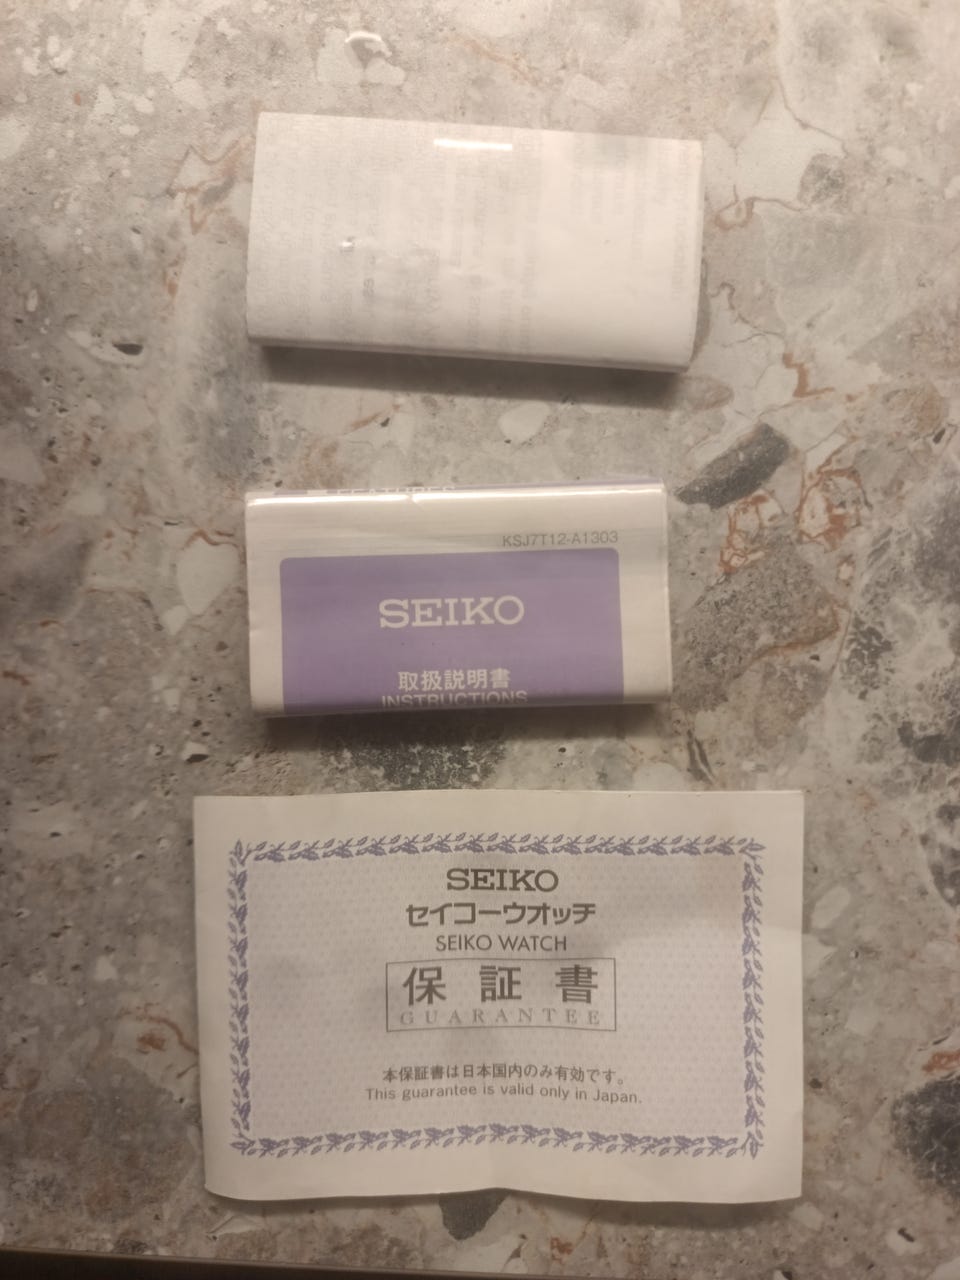 FEATURES
KSJ7T12-A1303
SEIKO
取扱説明書
INSTRUCTIONS
SEIKO
セイコーウオッチ
SEIKO WATCH
保証書
GUARANTEE
本保証書は日本国内のみ有効です。
This guarantee is valid only in Japan.